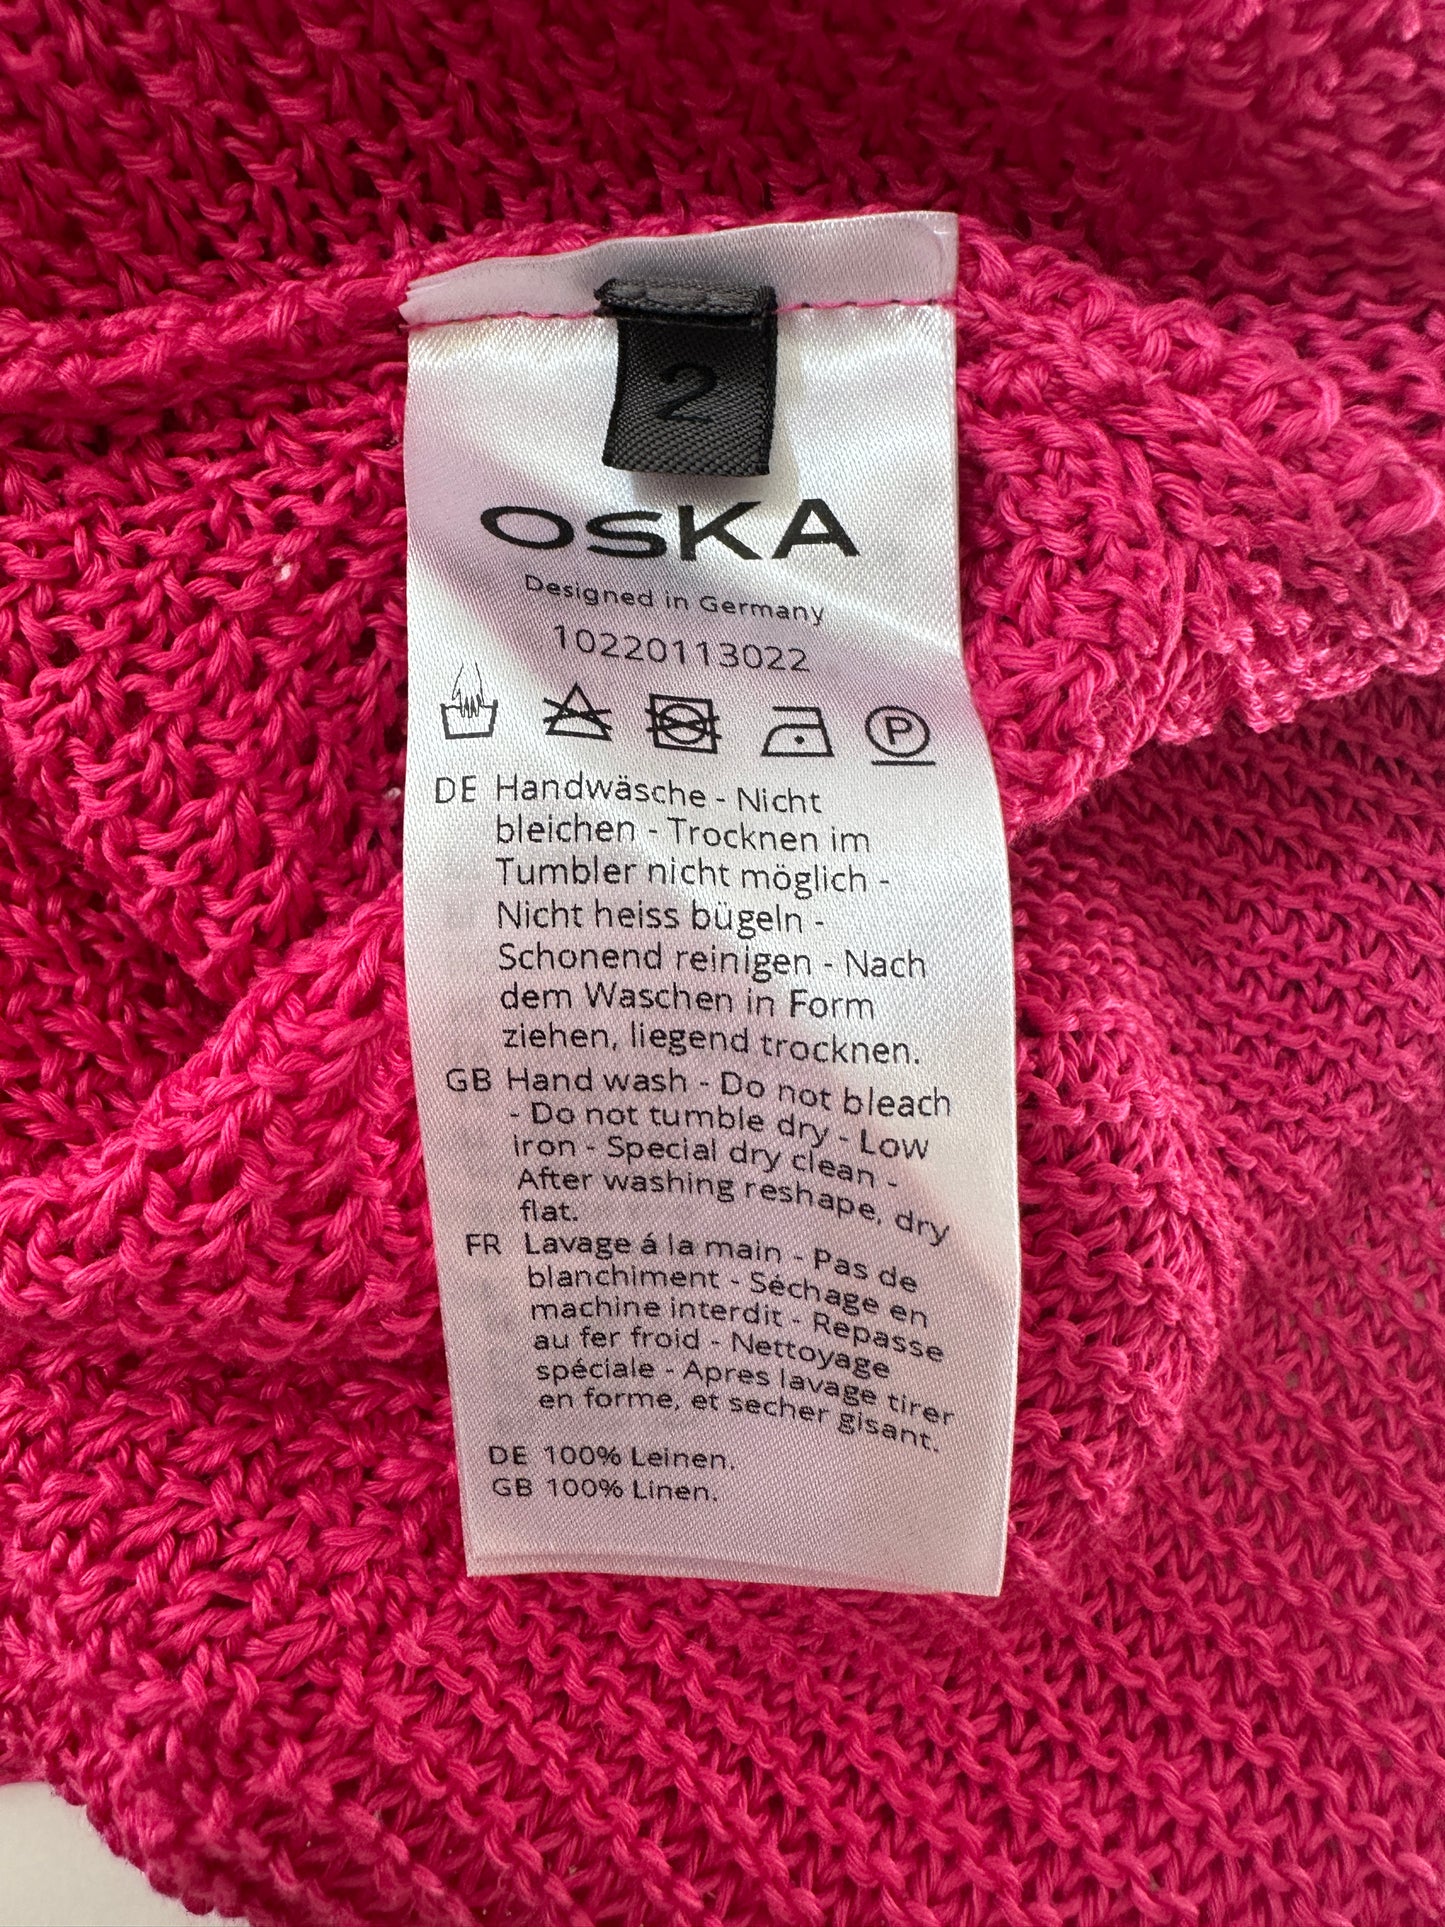 2
OSKA
Designed in Germany
10220113022
P
DE Handwäsche - Nicht
bleichen - Trocknen im
Tumbler nicht möglich -
Nicht heiss bügeln -
Schonend reinigen - Nach
dem Waschen in Form
ziehen, liegend trocknen.
GB Hand wash - Do not bleach
- Do not tumble dry - Low
iron - Special dry clean -
After washing reshape, dry
flat.
FR Lavage á la main - Pas de
blanchiment - Séchage en
machine interdit - Repasse
au fer froid - Nettoyage
spéciale - Apres lavage tirer
en forme, et secher gisant.
DE 100% Leinen.
GB 100% Linen.